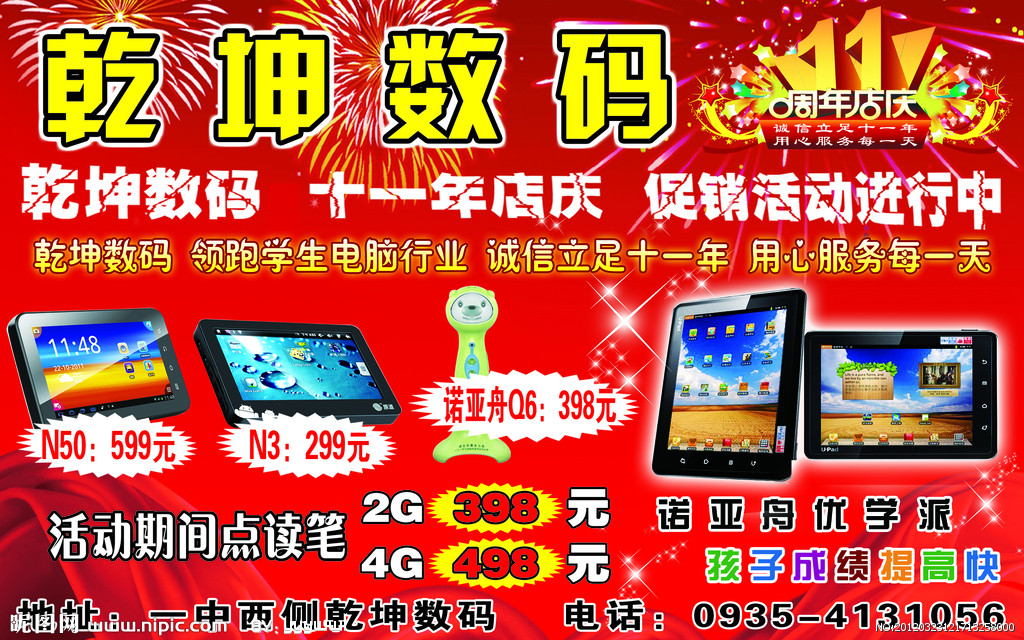 乾坤数码
11
周年店庆
诚信立足十一年
用心服务每一天
乾坤数码 十一年店庆 促销活动进行中
乾坤数码 领跑学生电脑行业 诚信立足十一年 用心服务每一天
11:48
22-10-2011
N50：599元
N3：299元
诺亚舟Q6：398元
U·Pad
活动期间点读笔
2G 398 元
4G 498 元
诺亚舟优学派
孩子成绩提高快
地址：一中西侧乾坤数码 电话：0935-4131056
昵图网 www.nipic.com